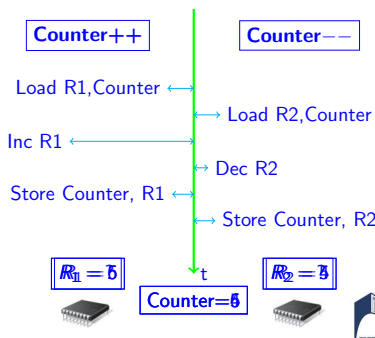 Counter++
Counter−−
Load R1,Counter
Load R2,Counter
Inc R1
Dec R2
Store Counter, R1
Store Counter, R2
t
Counter=